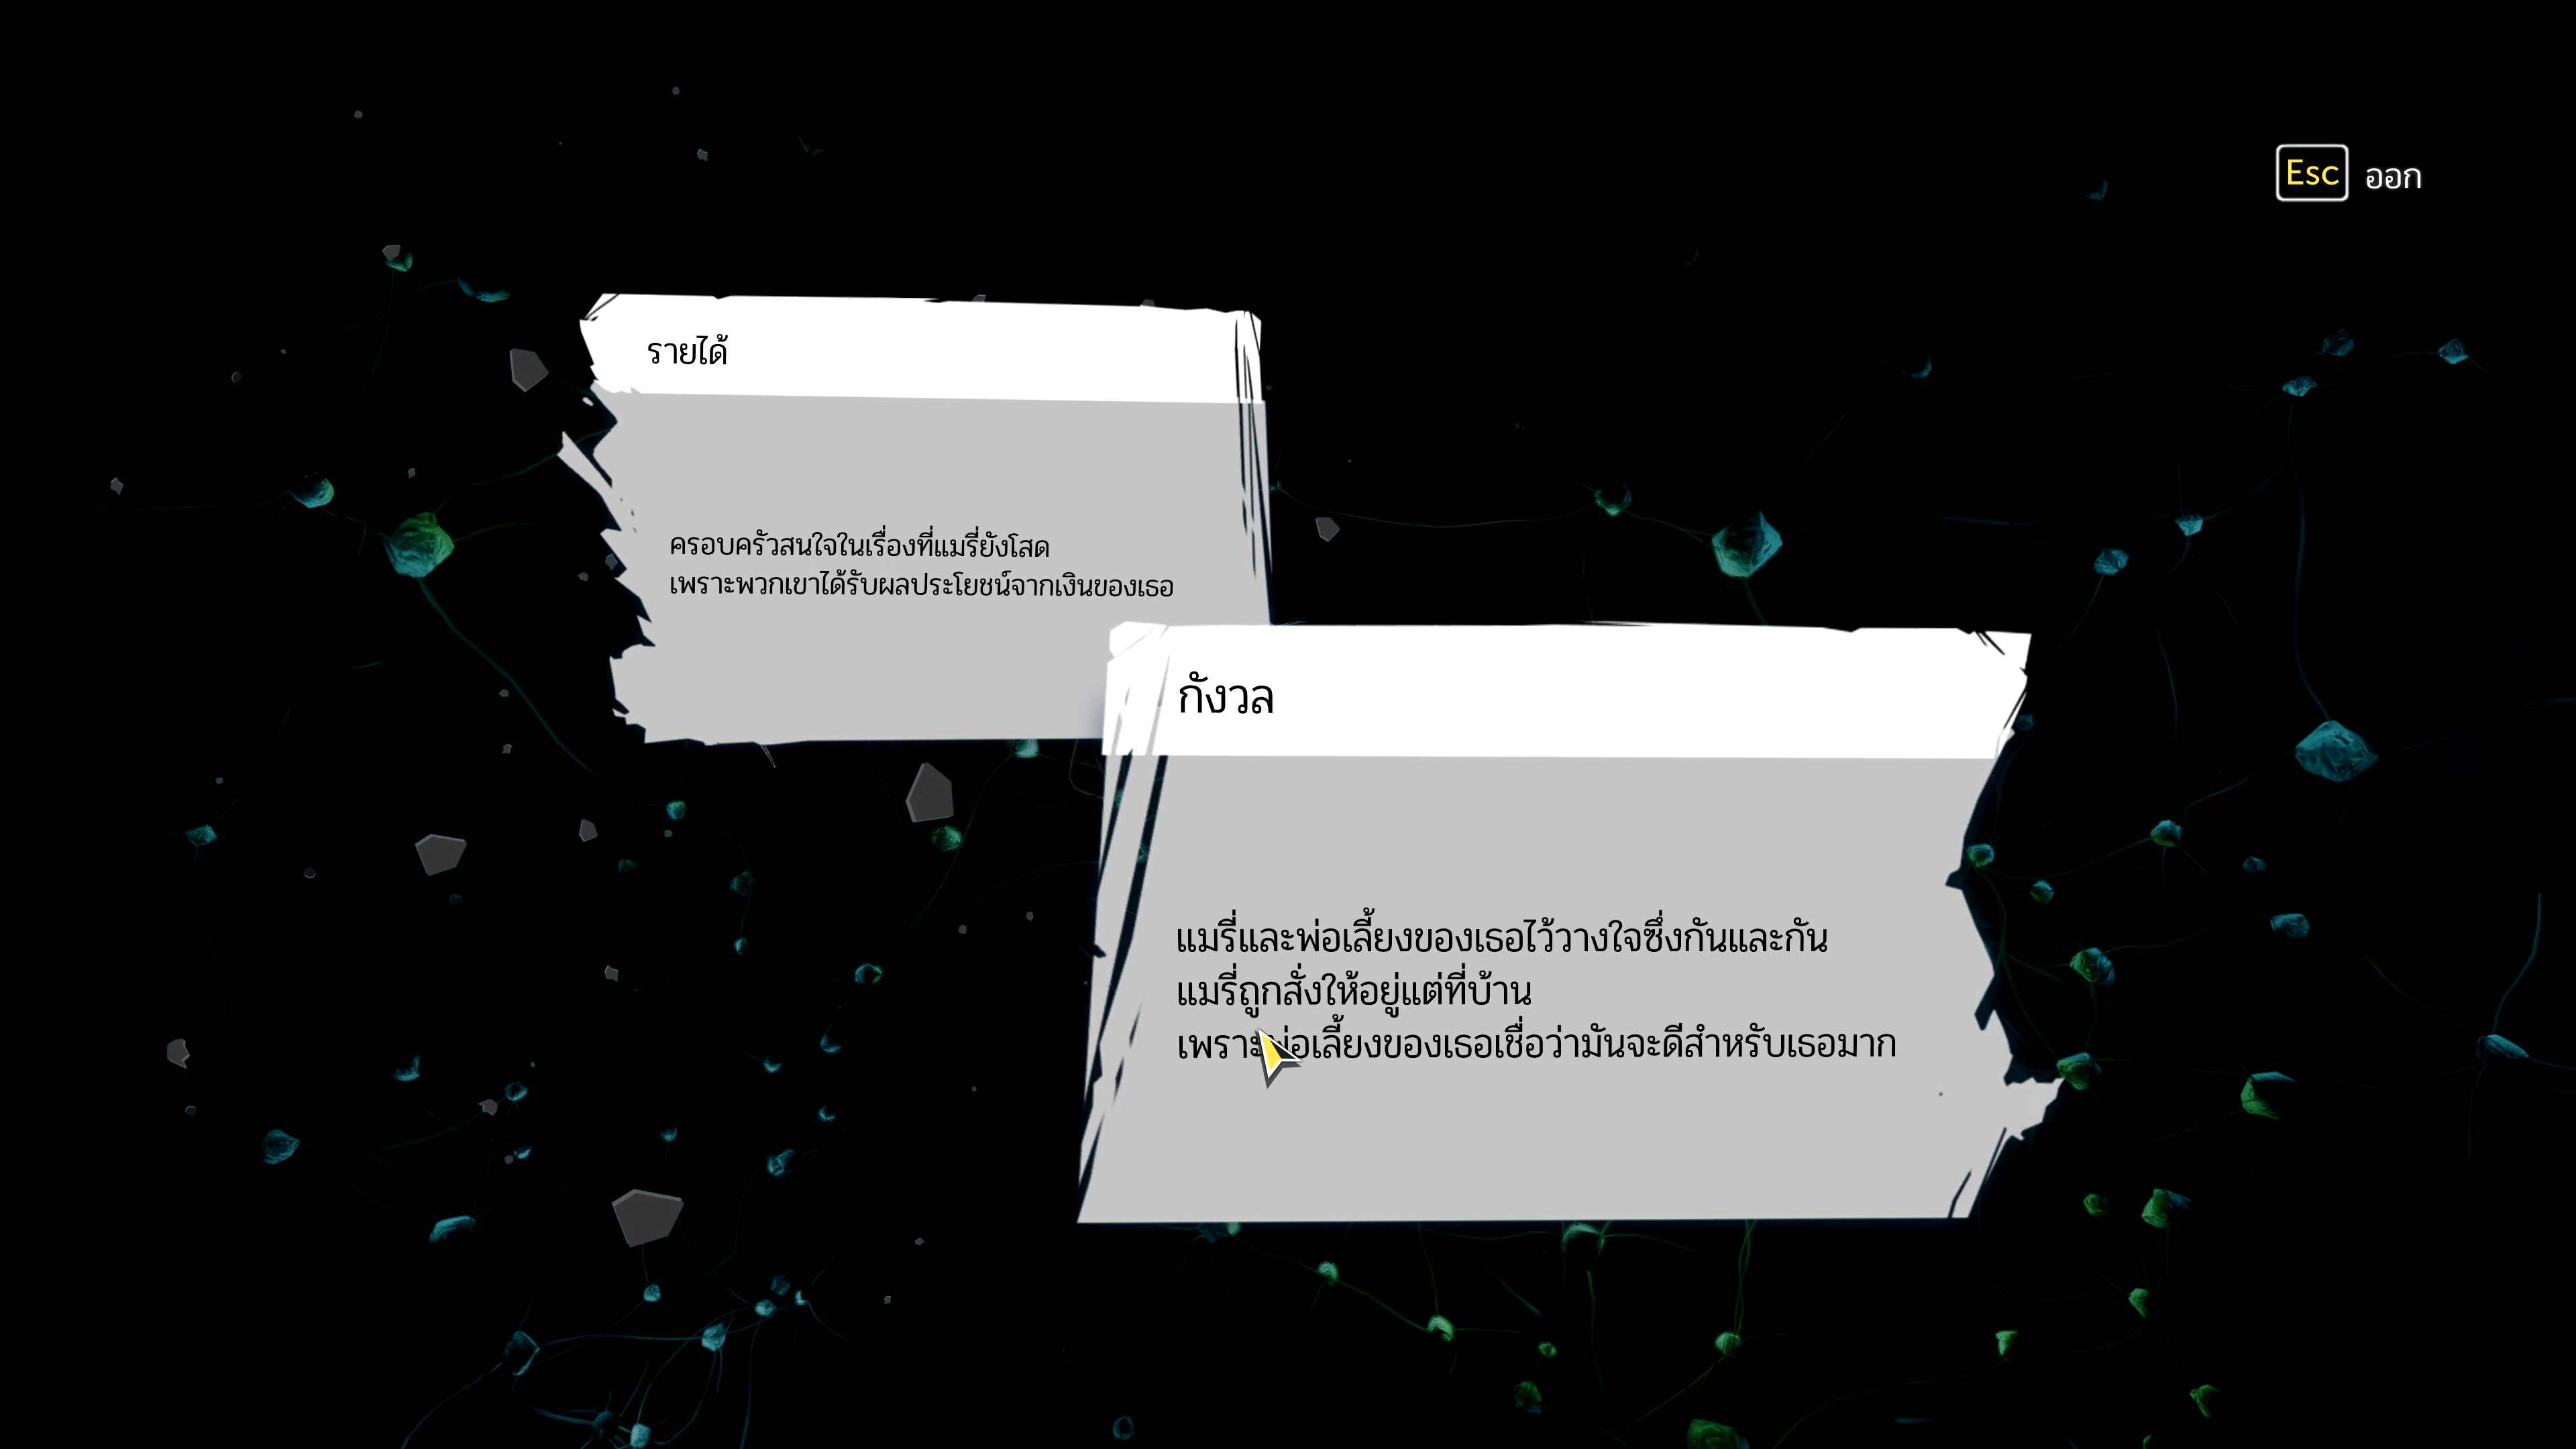 Esc ออก
รายได้
ครอบครัวสนใจในเรื่องที่แมรี่ยังโสด
เพราะพวกเขาได้รับผลประโยชน์จากเงินของเธอ
กังวล
แมรี่และพ่อเลี้ยงของเธอไว้วางใจซึ่งกันและกัน
แมรี่ถูกสั่งให้อยู่แต่ที่บ้าน
เพราะพ่อเลี้ยงของเธอเชื่อว่ามันจะดีสำหรับเธอมาก